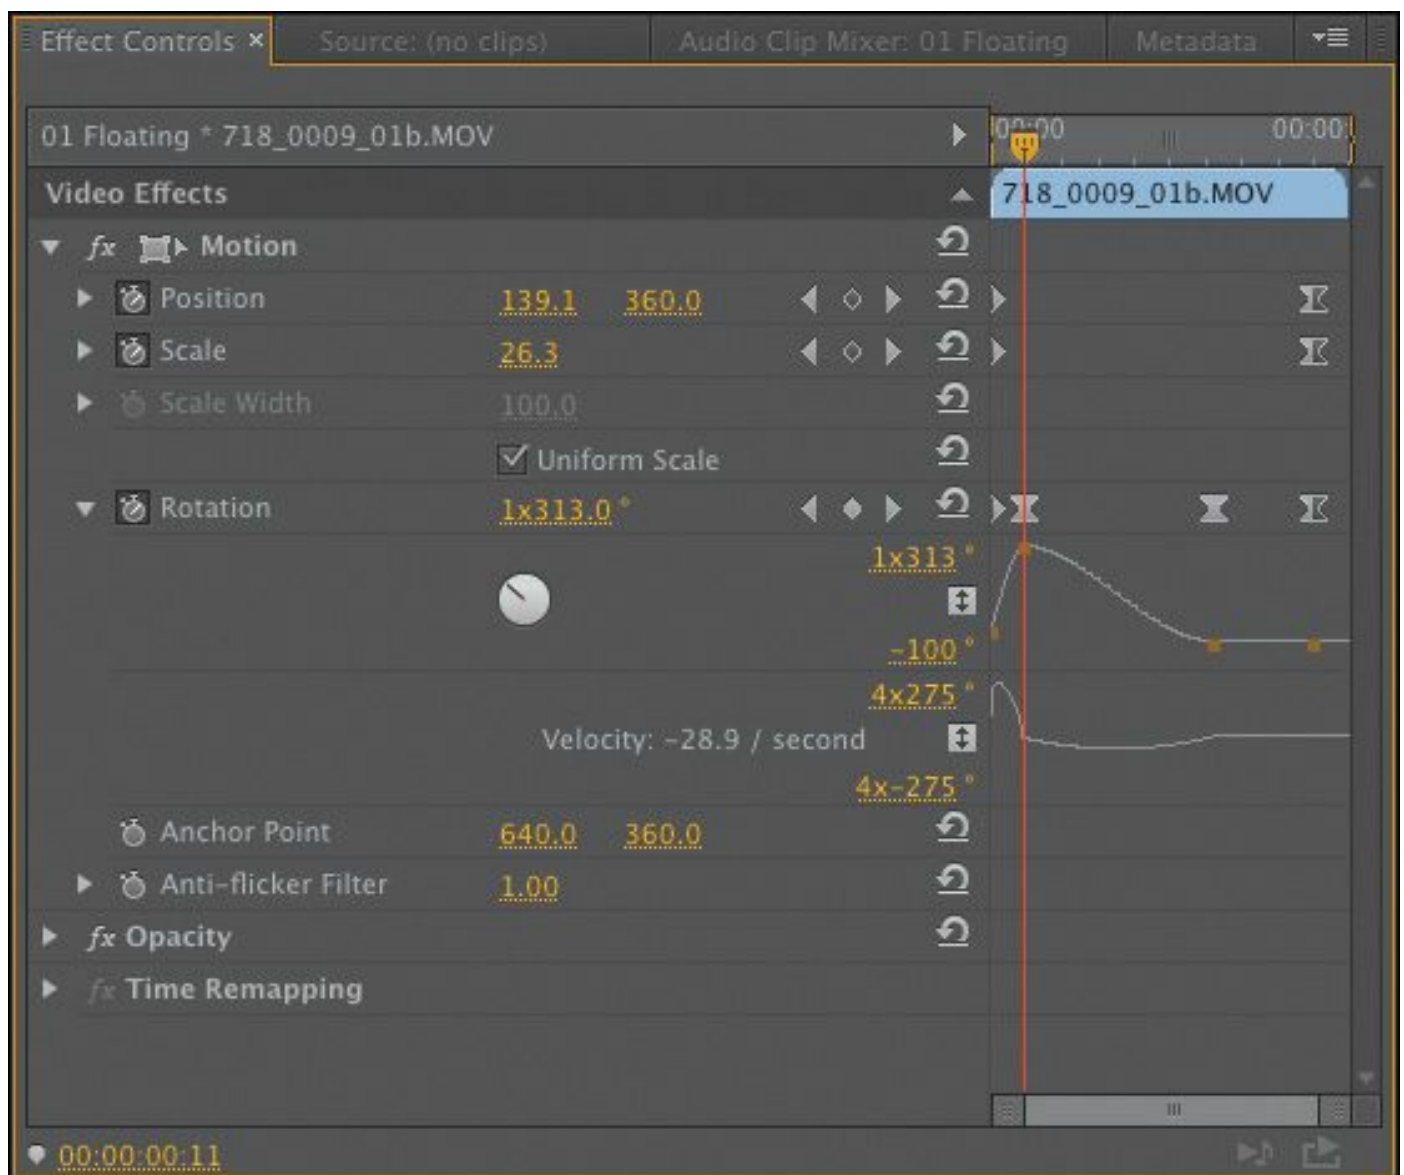 Effect Controls × Source: (no clips) Audio Clip Mixer: 01 Floating Metadata
01 Floating * 718_0009_01b.MOV 00:00 00:00:
Video Effects 718_0009_01b.MOV
fx Motion
Position 139.1 360.0
Scale 26.3
Scale Width 100.0
Uniform Scale
Rotation 1x313.0 °
1x313 °
-100 °
4x275 °
Velocity: -28.9 / second
4x-275 °
Anchor Point 640.0 360.0
Anti-flicker Filter 1.00
fx Opacity
fx Time Remapping
00:00:00:11